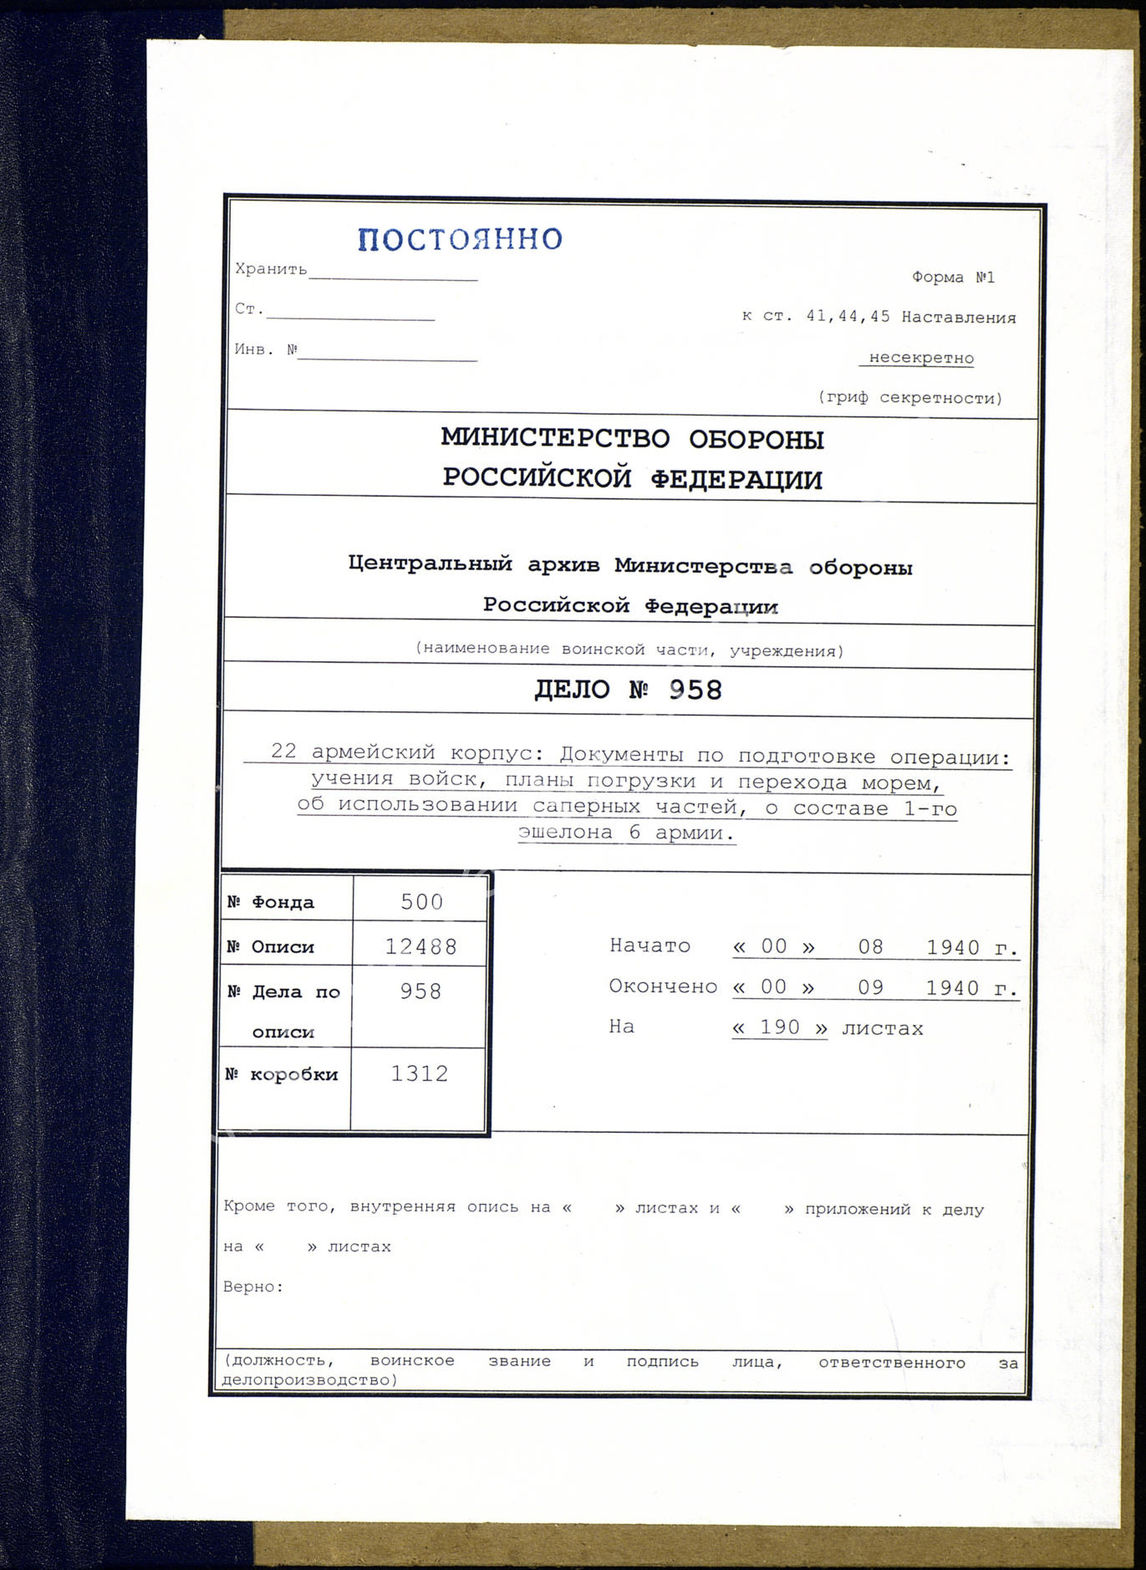 ПОСТОЯННО
Хранить
Форма №1
Ст.
к ст. 41,44,45 Наставления
Инв. №
несекретно
(гриф секретности)
МИНИСТЕРСТВО ОБОРОНЫ
РОССИЙСКОЙ ФЕДЕРАЦИИ
Центральный архив Министерства обороны
Российской Федерации
(наименование воинской части, учреждения)
ДЕЛО № 958
22 армейский корпус: Документы по подготовке операции:
учения войск, планы погрузки и перехода морем,
об использовании саперных частей, о составе 1-го
эшелона 6 армии.
№ Фонда 500
№ Описи 12488
№ Дела по 958
описи
№ коробки 1312
Начато « 00 » 08 1940 г.
Окончено « 00 » 09 1940 г.
На « 190 » листах
Кроме того, внутренняя опись на « » листах и « » приложений к делу
на « » листах
Верно:
(должность, воинское звание и подпись лица, ответственного за
делопроизводство)